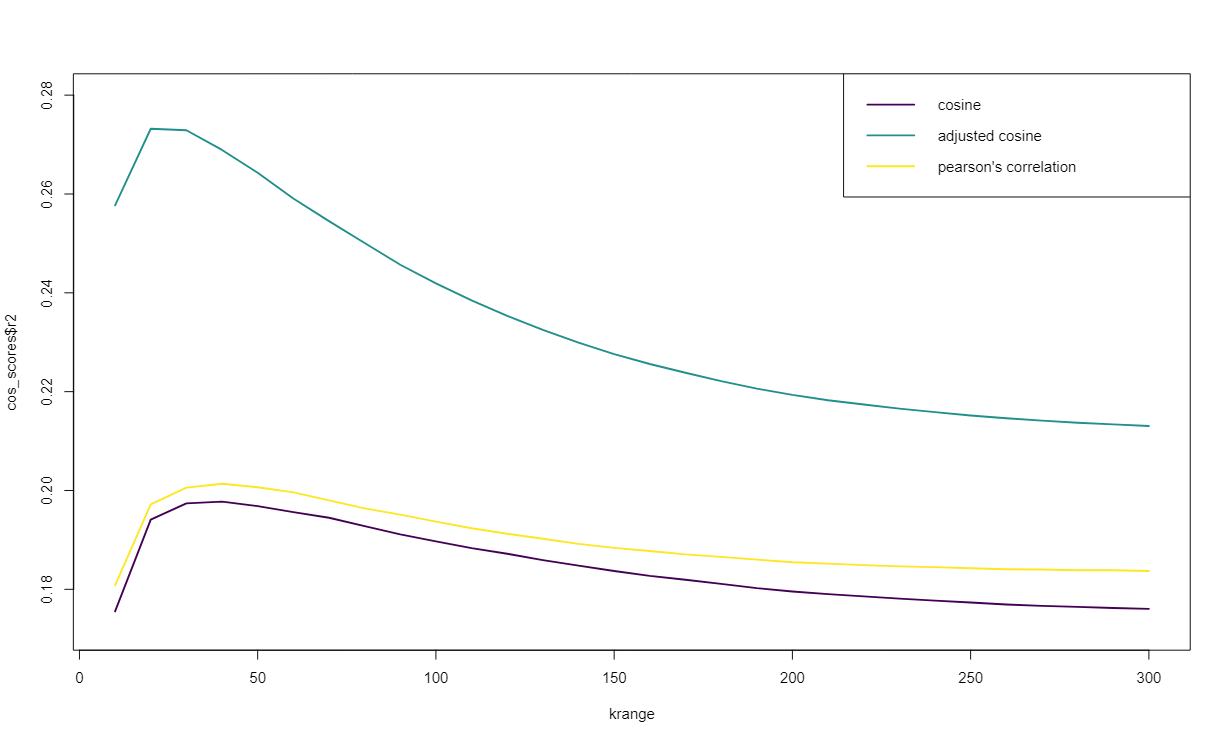 cosine
adjusted cosine
pearson's correlation
0.28
0.26
0.24
0.22
0.20
0.18
cos_scores$r2
0 50 100 150 200 250 300
krange